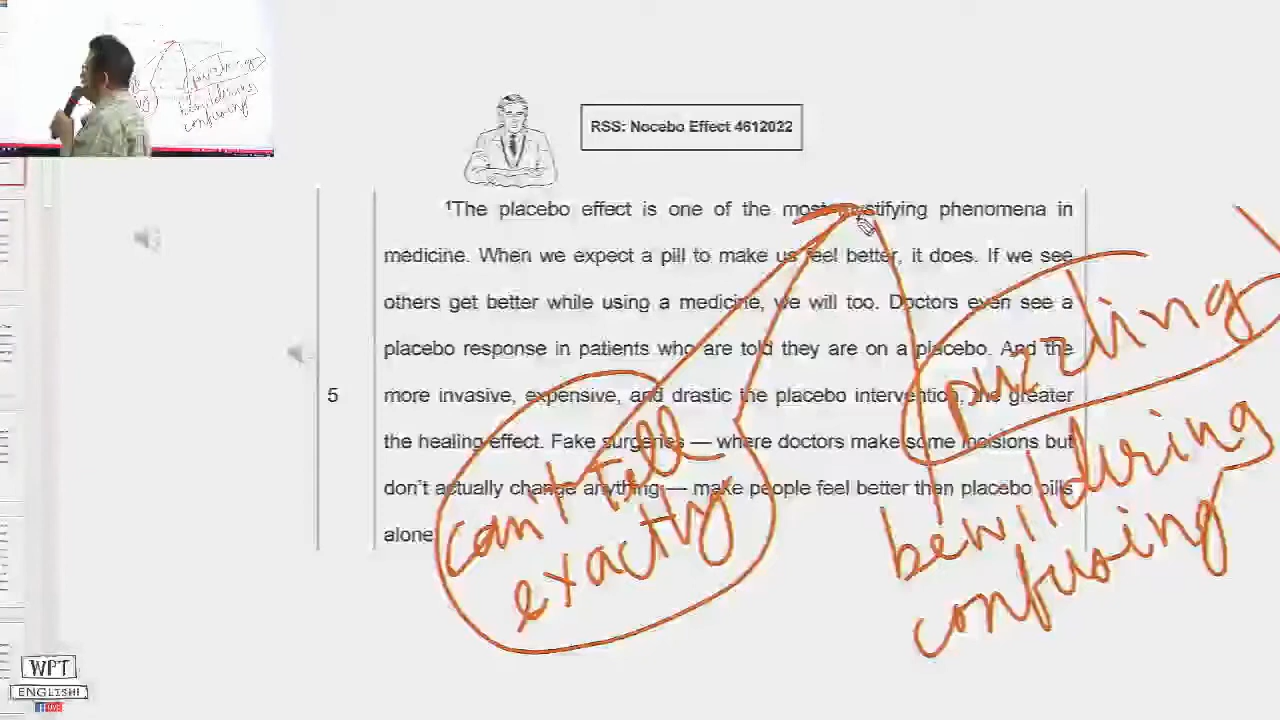 RSS: Nocebo Effect 4612022
¹The placebo effect is one of the most mystifying phenomena in
medicine. When we expect a pill to make us feel better, it does. If we see
others get better while using a medicine, we will too. Doctors even see a
placebo response in patients who are told they are on a placebo. And the
5 more invasive, expensive, and drastic the placebo intervention, the greater
the healing effect. Fake surgeries — where doctors make some incisions but
don't actually change anything — make people feel better than placebo pills
alone
can't tell
exactly
puzzling
bewildering
confusing
puzzling
bewildering
confusing
WPT
ENGLISH!
LIVE